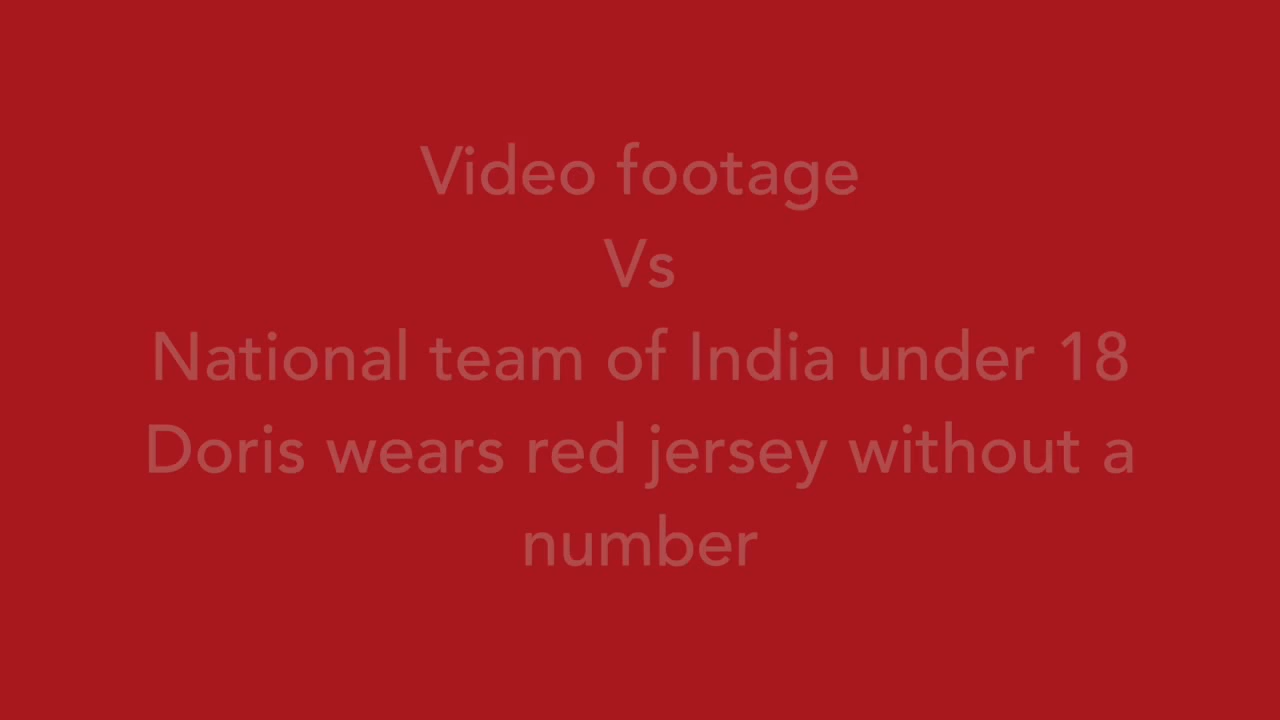 Video footage
Vs
National team of India under 18
Doris wears red jersey without a
number